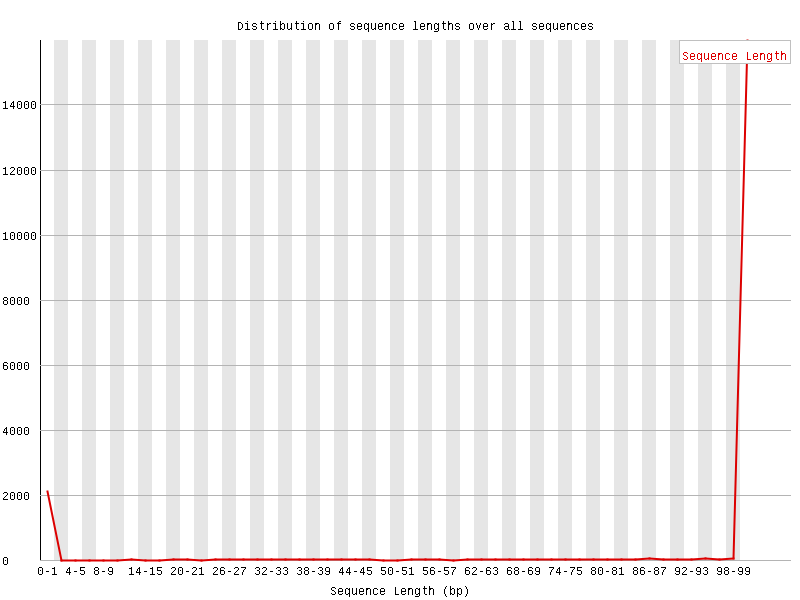 Distribution of sequence lengths over all sequences
Sequence Length
14000
12000
10000
8000
6000
4000
2000
0
0-1 4-5 8-9 14-15 20-21 26-27 32-33 38-39 44-45 50-51 56-57 62-63 68-69 74-75 80-81 86-87 92-93 98-99
Sequence Length (bp)